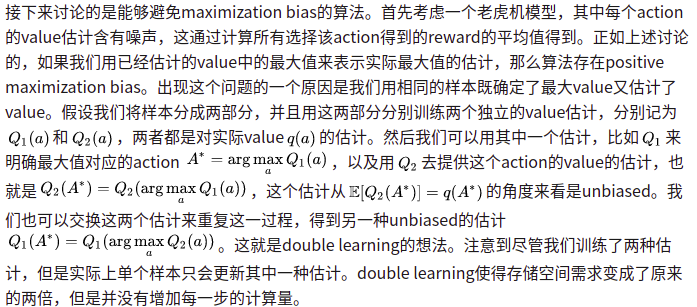 接下来讨论的是能够避免maximization bias的算法。首先考虑一个老虎机模型，其中每个action
的value估计含有噪声，这通过计算所有选择该action得到的reward的平均值得到。正如上述讨论
的，如果我们用已经估计的value中的最大值来表示实际最大值的估计，那么算法存在positive
maximization bias。出现这个问题的一个原因是我们用相同的样本既确定了最大value又估计了
value。假设我们将样本分成两部分，并且用这两部分分别训练两个独立的value估计，分别记为
Q₁(a)和Q₂(a)，两者都是对实际value q(a)的估计。然后我们可以用其中一个估计，比如Q₁来
明确最大值对应的action A* = arg max_a Q₁(a)，以及用Q₂去提供这个action的value的估计，也
就是Q₂(A*) = Q₂(arg max_a Q₁(a))，这个估计从𝔼[Q₂(A*)] = q(A*)的角度来看是unbiased。我
们也可以交换这两个估计来重复这一过程，得到另一种unbiased的估计
Q₁(A*) = Q₁(arg max_a Q₂(a))。这就是double learning的想法。注意到尽管我们训练了两种估
计，但是实际上单个样本只会更新其中一种估计。double learning使得存储空间需求变成了原来
的两倍，但是并没有增加每一步的计算量。